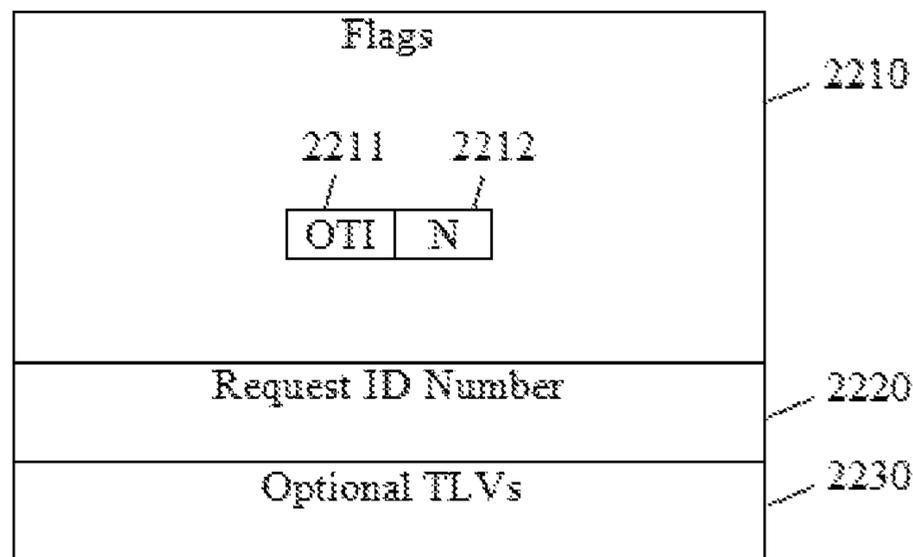 Flags
2210
2211 2212
OTI N
Request ID Number
2220
Optional TLVs
2230